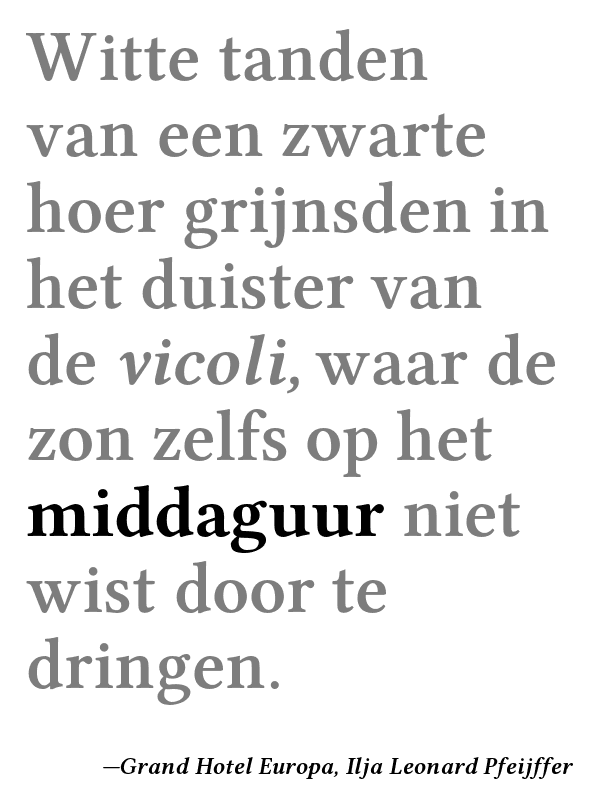 Witte tanden
van een zwarte
hoer grijnsden in
het duister van
de vicoli, waar de
zon zelfs op het
middaguur niet
wist door te
dringen.
—Grand Hotel Europa, Ilja Leonard Pfeijffer